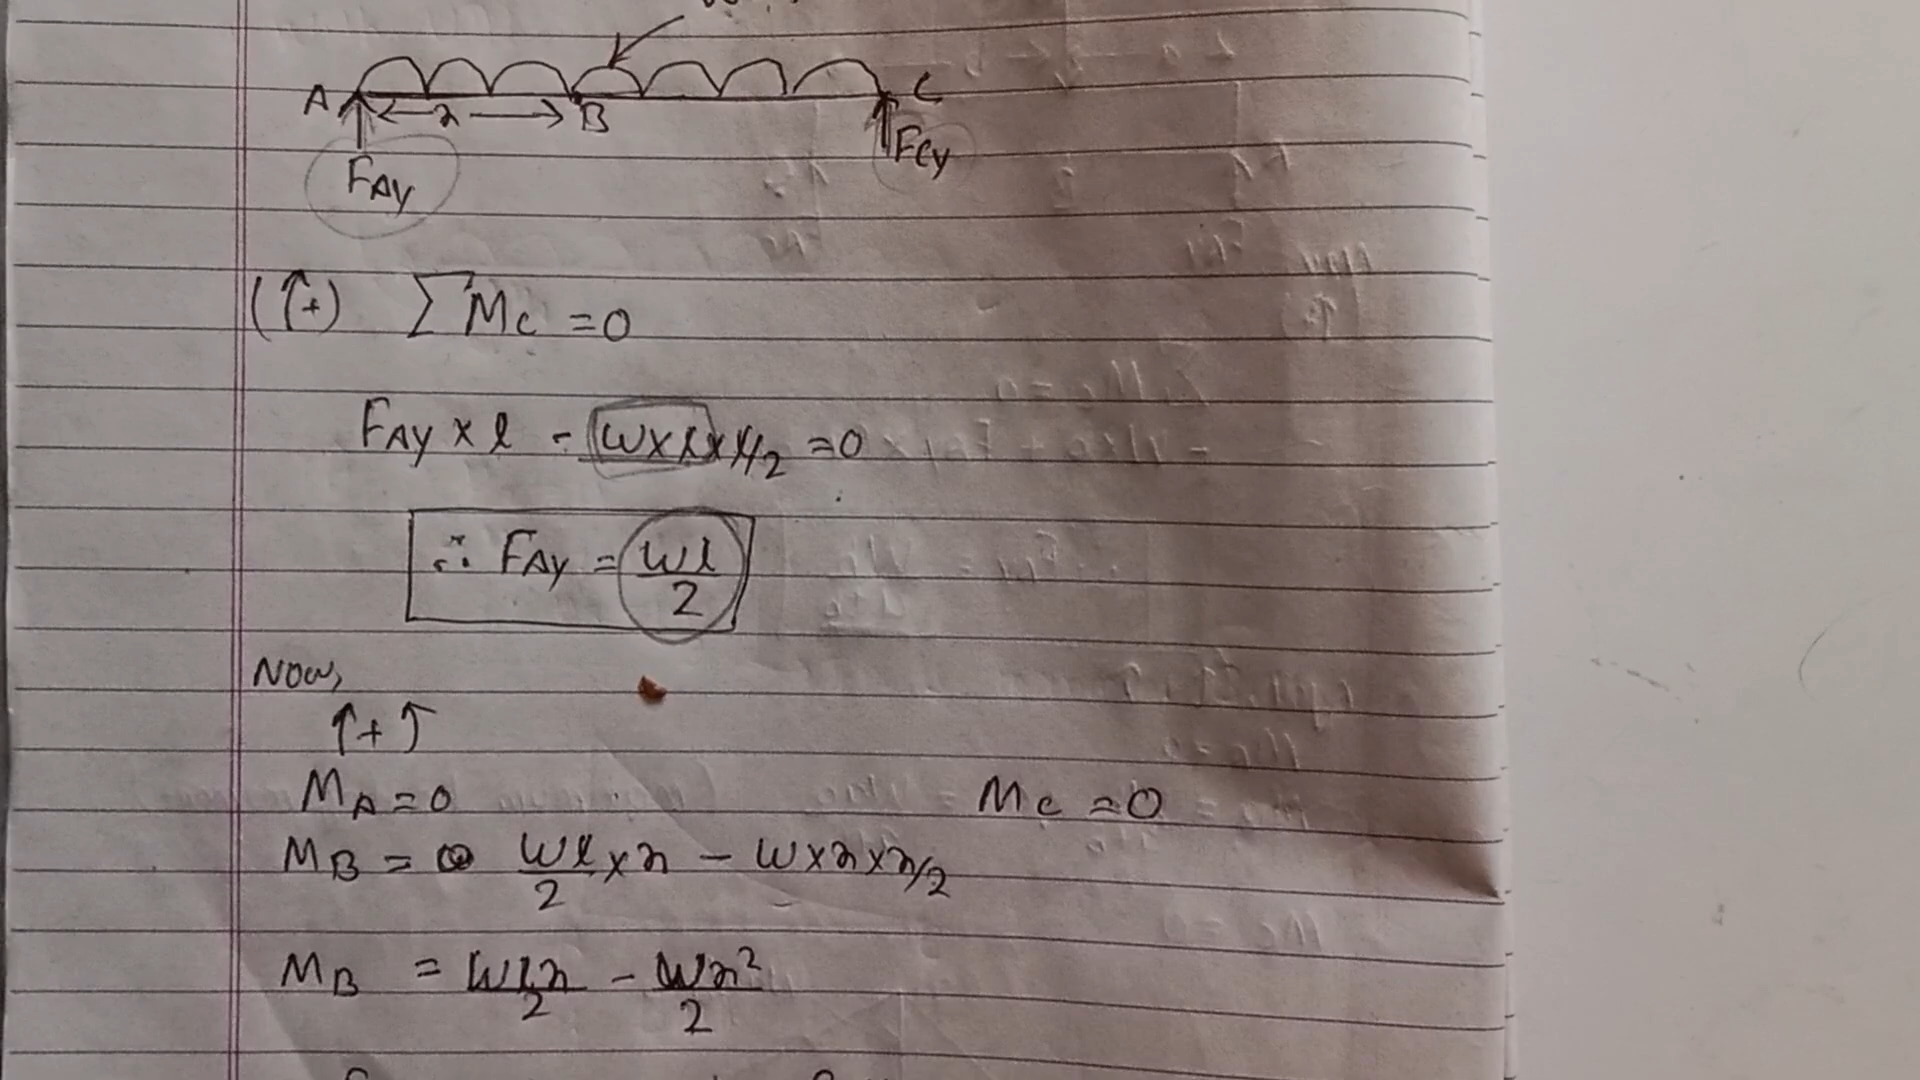 A x B C
FAy FCy
(↑+) ΣMc = 0
FAy × l - w×l×l/2 = 0
∴ FAy = wl/2
Now,
↑+↑
MA = 0 Mc = 0
MB = wl/2 × x - w×x×x/2
MB = wlx/2 - wx²/2